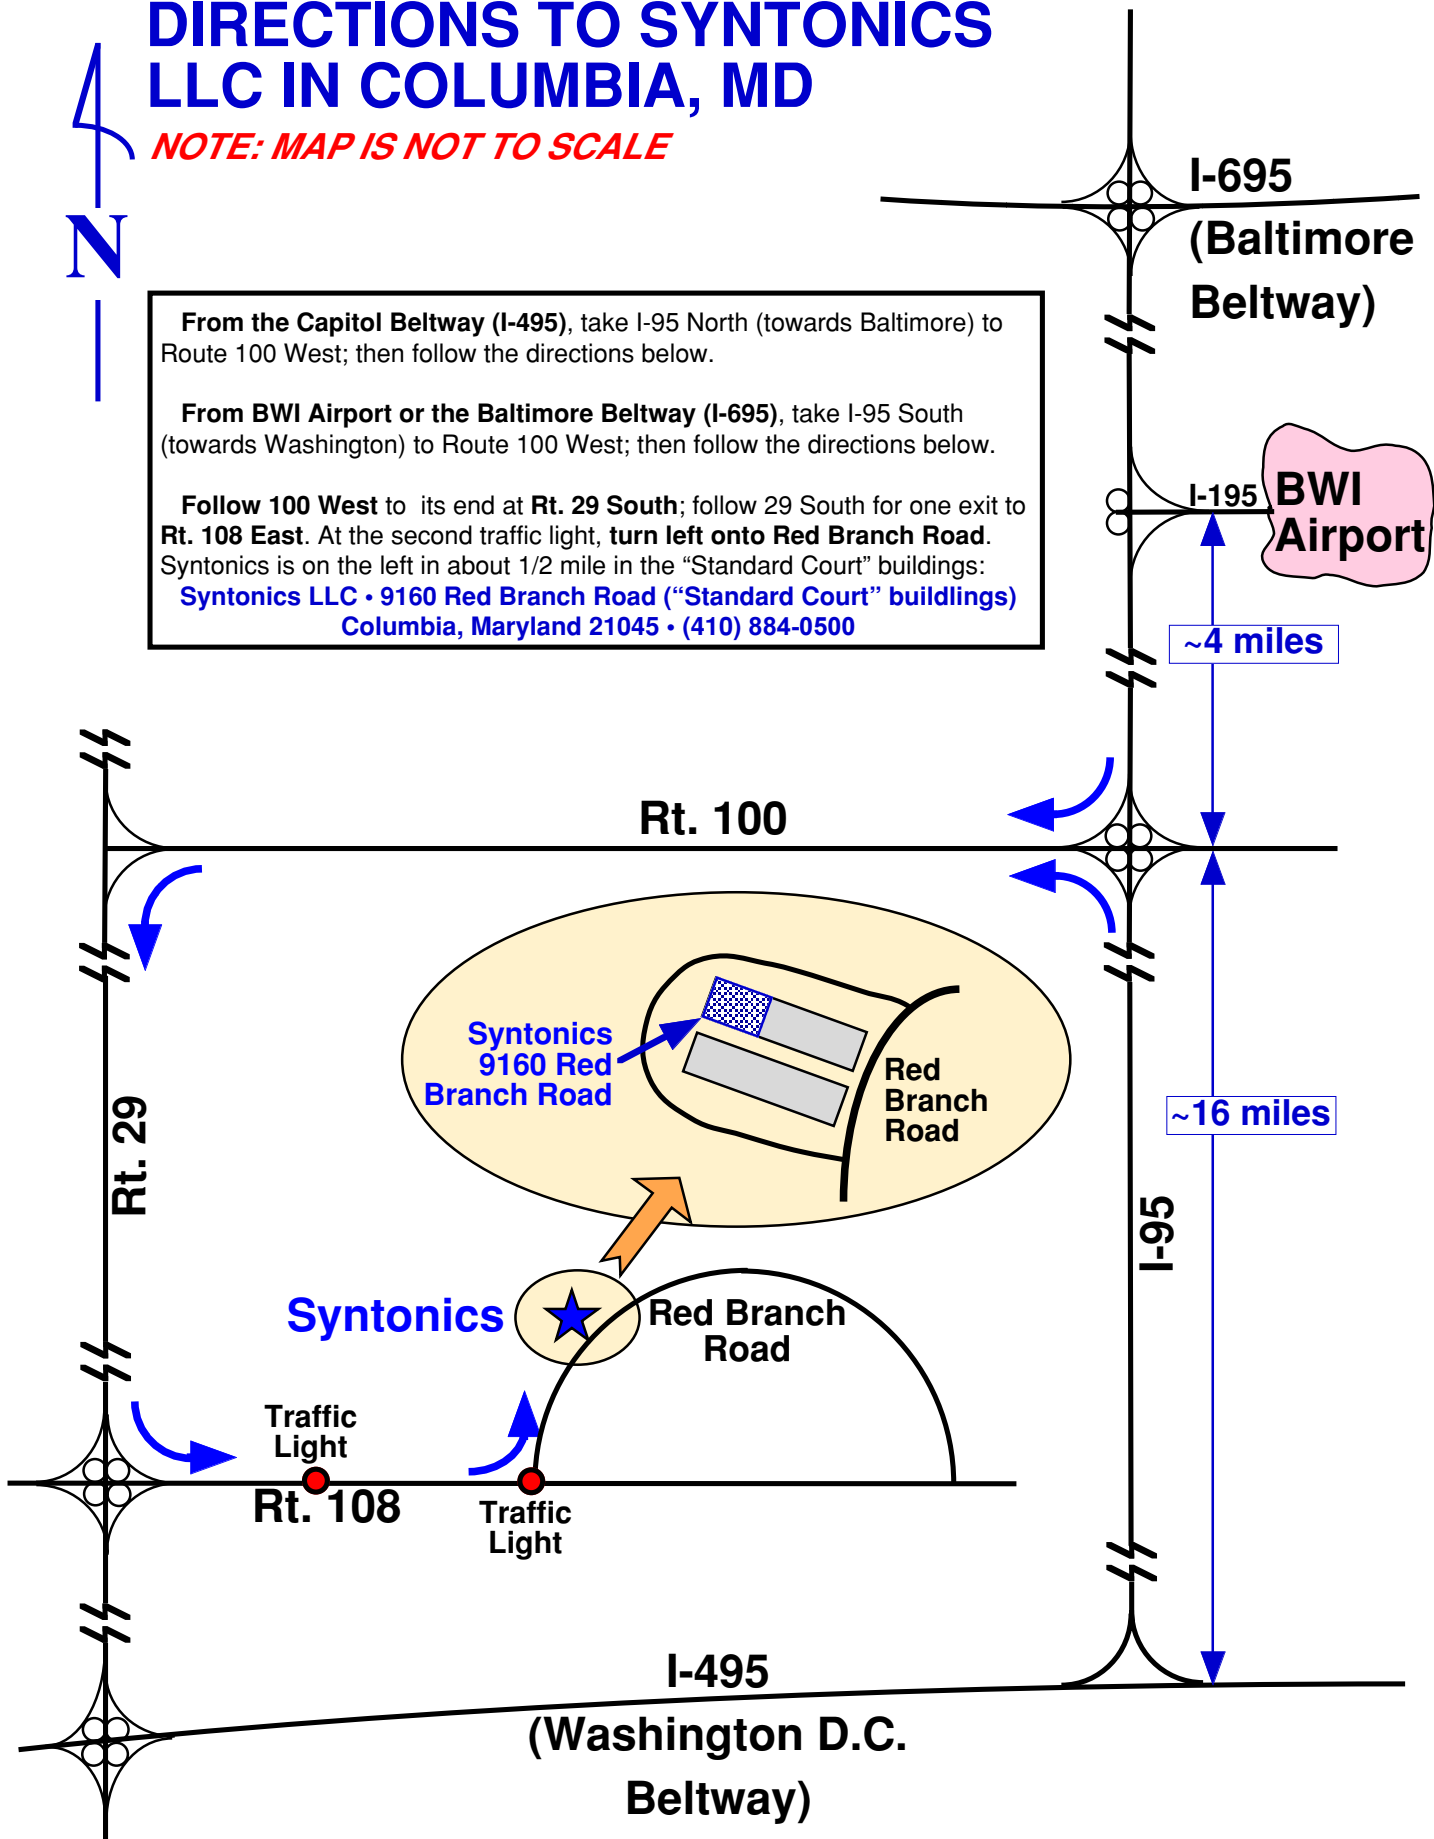 DIRECTIONS TO SYNTONICS
LLC IN COLUMBIA, MD
NOTE: MAP IS NOT TO SCALE
N
I-695
(Baltimore
Beltway)
From the Capitol Beltway (I-495), take I-95 North (towards Baltimore) to
Route 100 West; then follow the directions below.
From BWI Airport or the Baltimore Beltway (I-695), take I-95 South
(towards Washington) to Route 100 West; then follow the directions below.
Follow 100 West to its end at Rt. 29 South; follow 29 South for one exit to
Rt. 108 East. At the second traffic light, turn left onto Red Branch Road.
Syntonics is on the left in about 1/2 mile in the “Standard Court” buildings:
Syntonics LLC • 9160 Red Branch Road (“Standard Court” buildlings)
Columbia, Maryland 21045 • (410) 884-0500
I-195
BWI
Airport
~4 miles
Rt. 100
Syntonics
9160 Red
Branch Road
Red
Branch
Road
Rt. 29
~16 miles
I-95
Syntonics
Red Branch
Road
Traffic
Light
Rt. 108
Traffic
Light
I-495
(Washington D.C.
Beltway)